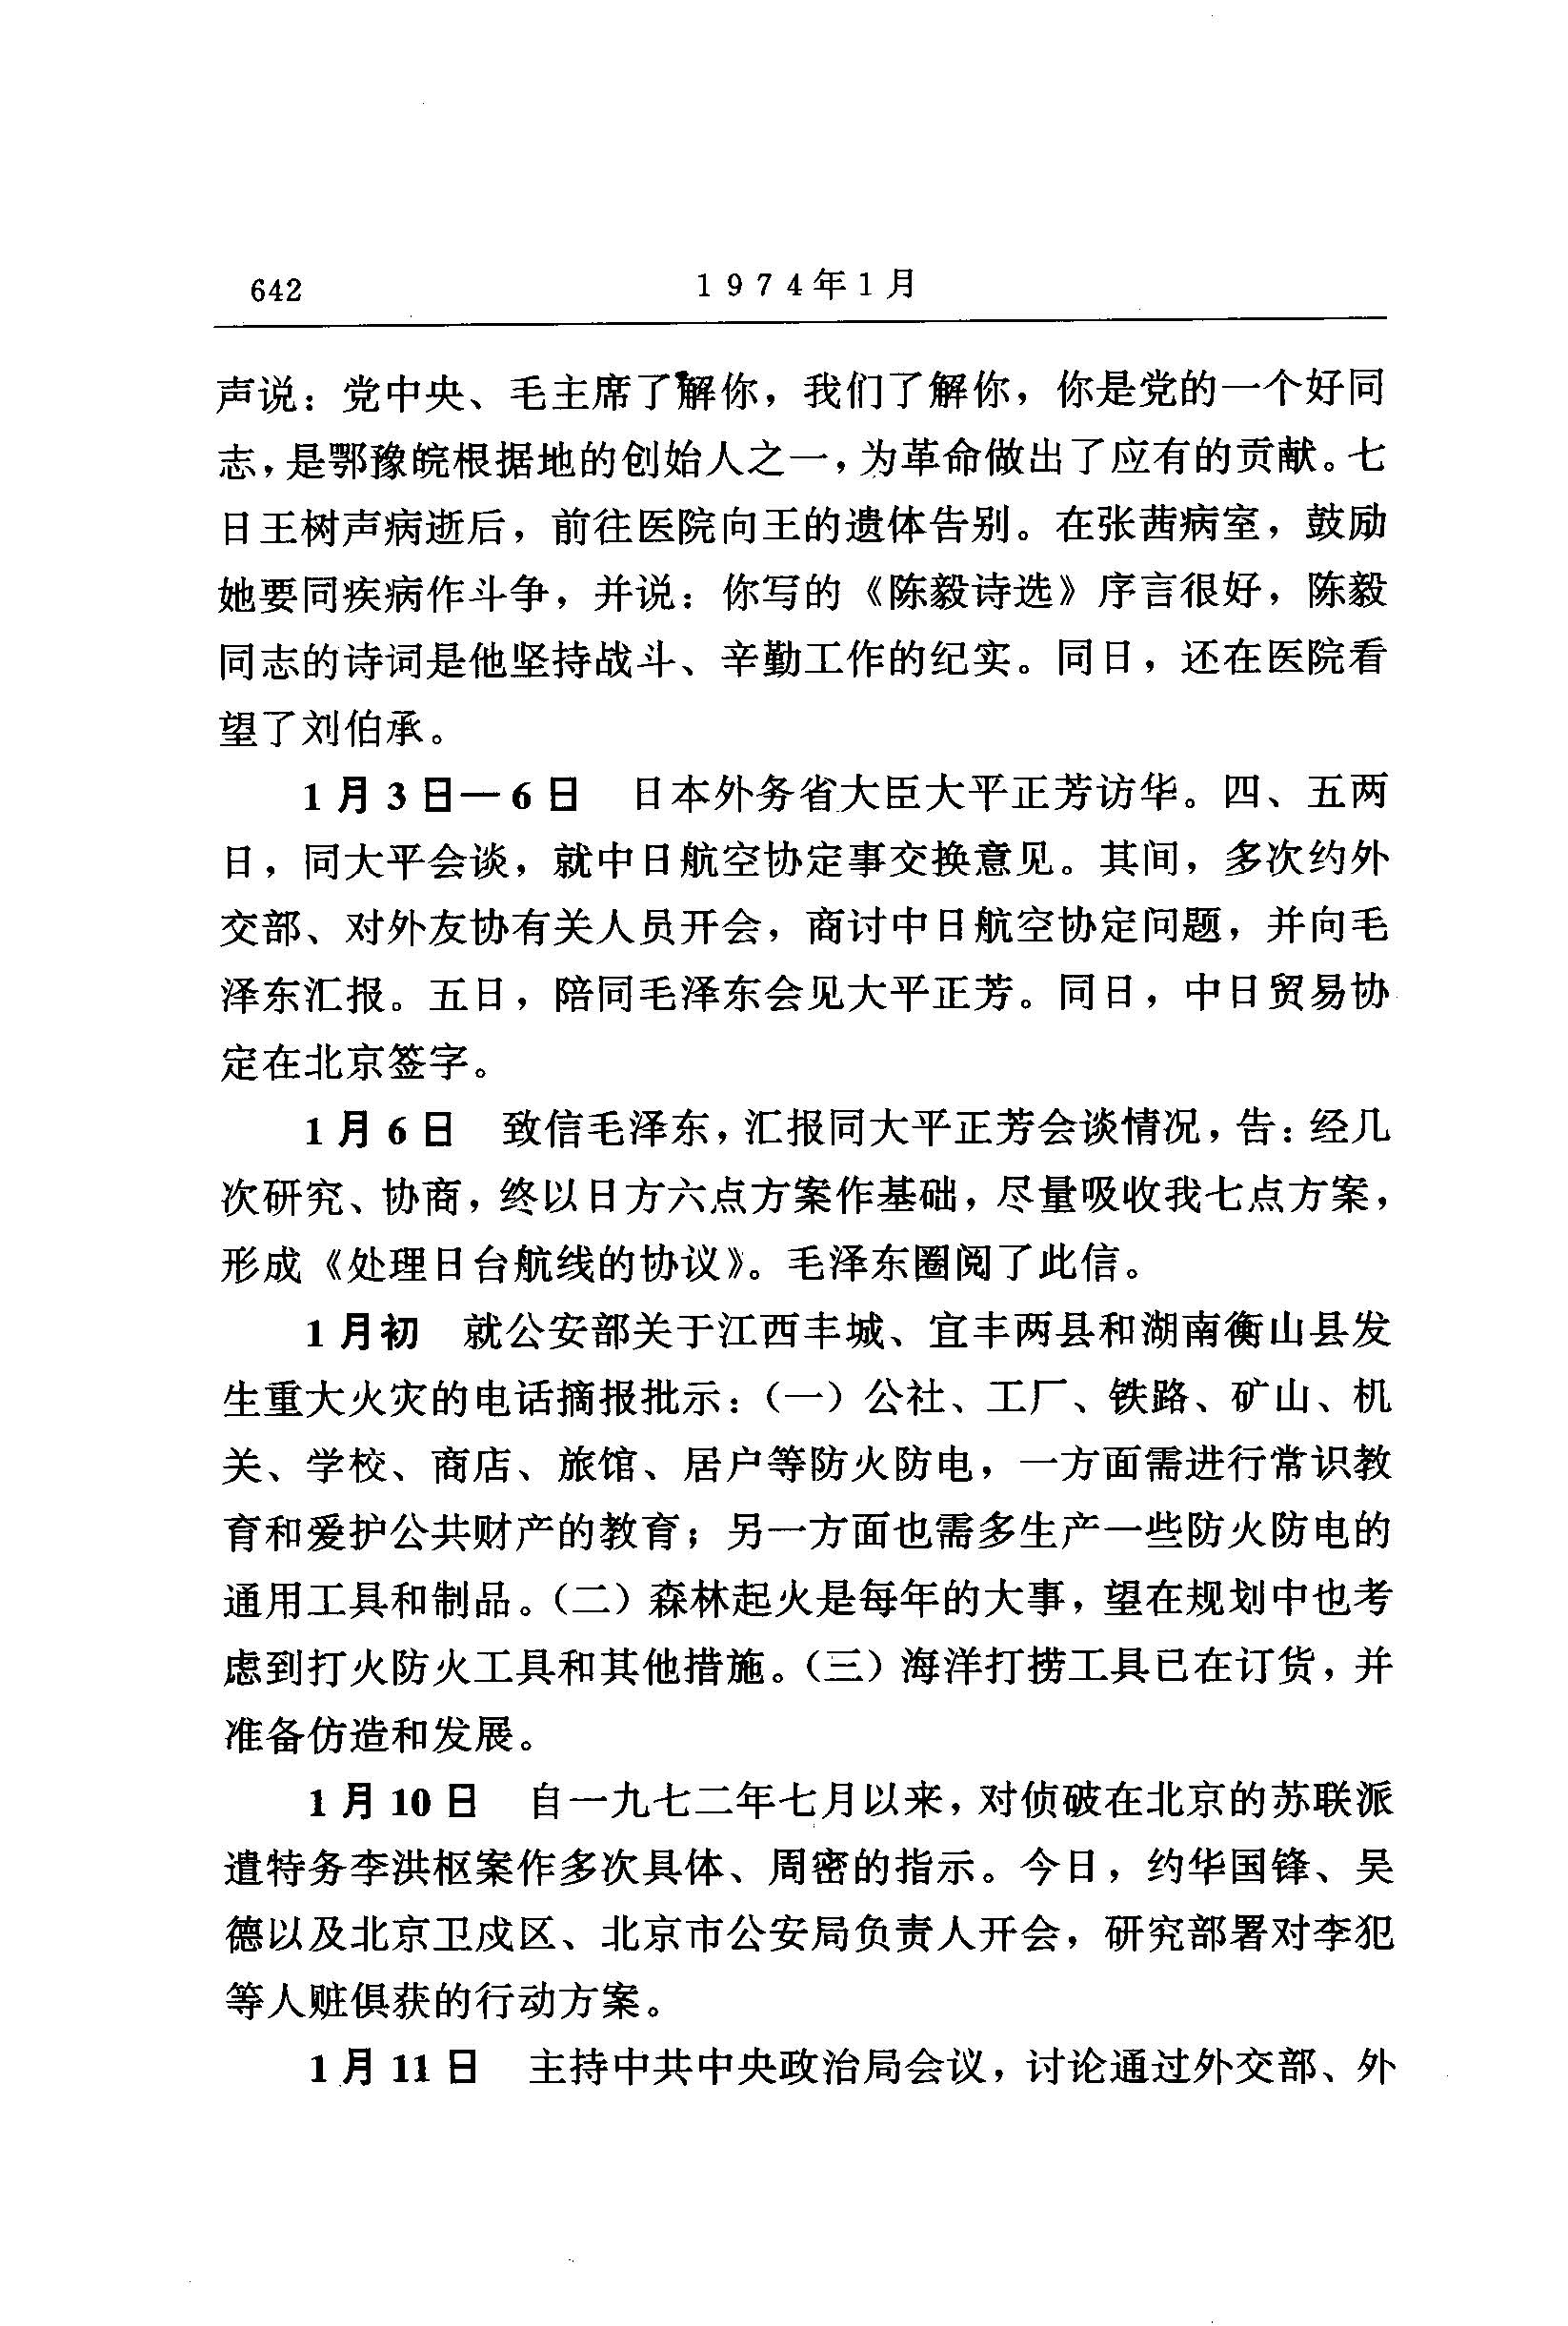 642
1974年1月
声说：党中央、毛主席了解你，我们了解你，你是党的一个好同
志，是鄂豫皖根据地的创始人之一，为革命做出了应有的贡献。七
日王树声病逝后，前往医院向王的遗体告别。在张茜病室，鼓励
她要同疾病作斗争，并说：你写的《陈毅诗选》序言很好，陈毅
同志的诗词是他坚持战斗、辛勤工作的纪实。同日，还在医院看
望了刘伯承。
1月3日—6日　日本外务省大臣大平正芳访华。四、五两
日，同大平会谈，就中日航空协定事交换意见。其间，多次约外
交部、对外友协有关人员开会，商讨中日航空协定问题，并向毛
泽东汇报。五日，陪同毛泽东会见大平正芳。同日，中日贸易协
定在北京签字。
1月6日　致信毛泽东，汇报同大平正芳会谈情况，告：经几
次研究、协商，终以日方六点方案作基础，尽量吸收我七点方案，
形成《处理日台航线的协议》。毛泽东圈阅了此信。
1月初　就公安部关于江西丰城、宜丰两县和湖南衡山县发
生重大火灾的电话摘报批示：（一）公社、工厂、铁路、矿山、机
关、学校、商店、旅馆、居户等防火防电，一方面需进行常识教
育和爱护公共财产的教育；另一方面也需多生产一些防火防电的
通用工具和制品。（二）森林起火是每年的大事，望在规划中也考
虑到打火防火工具和其他措施。（三）海洋打捞工具已在订货，并
准备仿造和发展。
1月10日　自一九七二年七月以来，对侦破在北京的苏联派
遣特务李洪枢案作多次具体、周密的指示。今日，约华国锋、吴
德以及北京卫戍区、北京市公安局负责人开会，研究部署对李犯
等人赃俱获的行动方案。
1月11日　主持中共中央政治局会议，讨论通过外交部、外